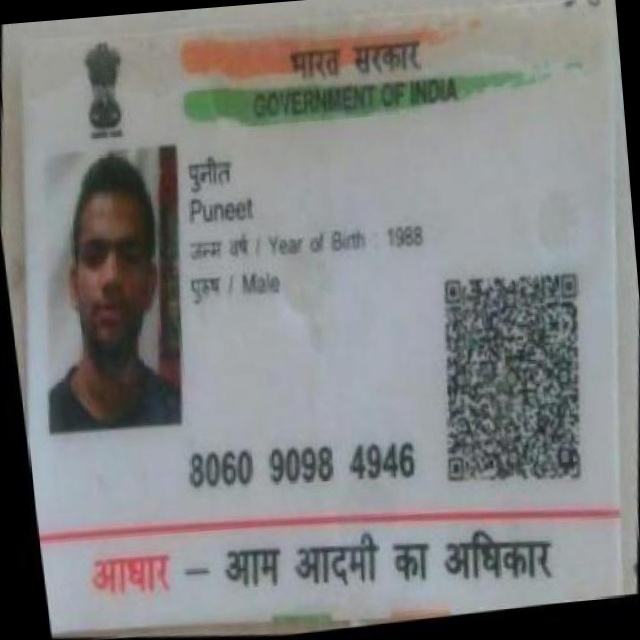 भारत सरकार
GOVERNMENT OF INDIA
पुनीत
Puneet
जन्म वर्ष / Year of Birth : 1988
पुरुष / Male
8060 9098 4946
आधार – आम आदमी का अधिकार